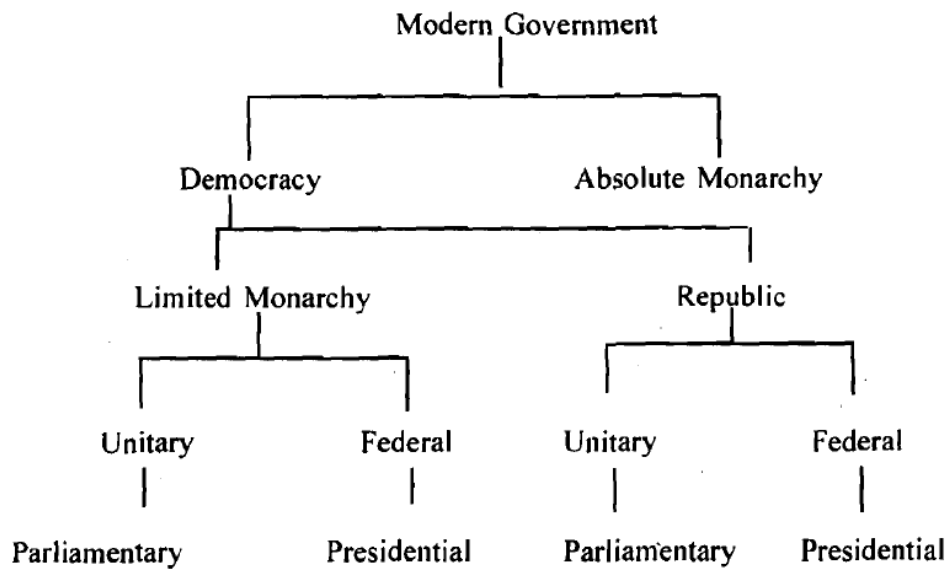 Modern Government
Democracy Absolute Monarchy
Limited Monarchy Republic
Unitary Federal Unitary Federal
Parliamentary Presidential Parliamentary Presidential